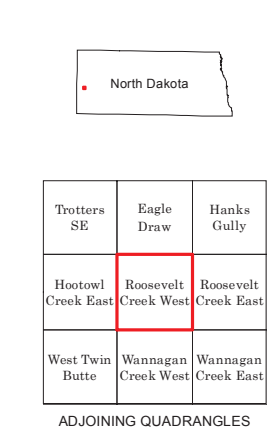 North Dakota
Trotters SE
Eagle Draw
Hanks Gully
Hootowl Creek East
Roosevelt Creek West
Roosevelt Creek East
West Twin Butte
Wannagan Creek West
Wannagan Creek East
ADJOINING QUADRANGLES